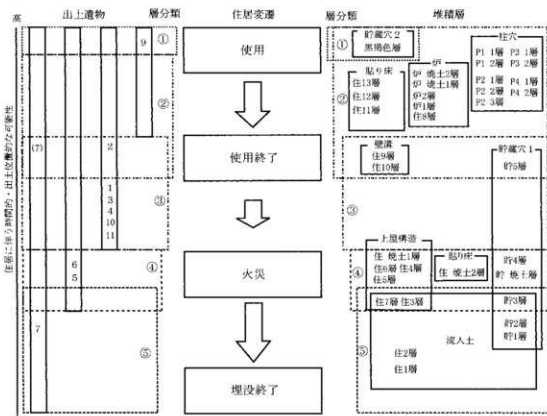 出土遺物
層分類
住居変遷
層分類
堆積層
高
住居に伴う時間的・出土位置的な可能性
9
(7)
2
1
3
4
10
11
6
5
7
①
②
③
④
⑤
使用
使用終了
火災
埋没終了
①
②
③
④
⑤
貯蔵穴2
黒褐色層
貼り床
住13層
住12層
住11層
炉
炉 焼土2層
炉 焼土1層
炉2層
炉1層
住8層
柱穴
P1 1層 P3 1層
P1 2層 P3 2層
P2 1層 P4 1層
P2 2層 P4 2層
P2 3層
壁溝
住9層
住10層
貯蔵穴1
貯5層
上屋構造
住 焼土1層
住6層 住4層
住5層
貼り床
住 焼土2層
貯4層
貯 焼土層
住7層 住3層
貯3層
貯2層
貯1層
流入土
住2層
住1層